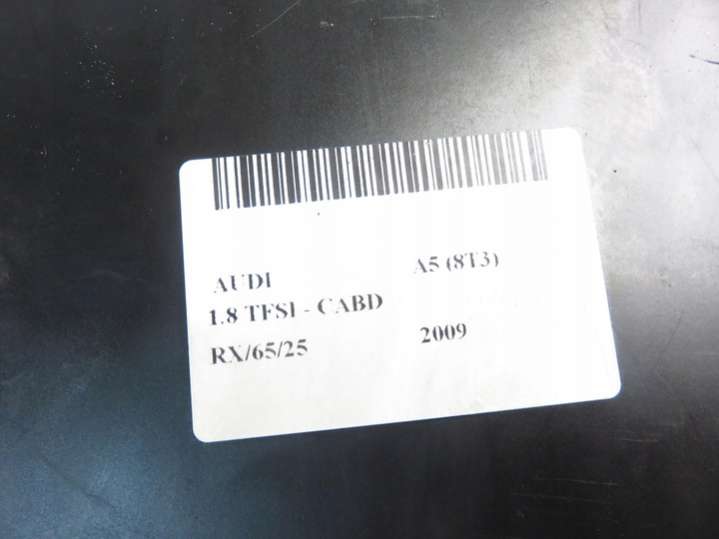 AUDI A5 (8T3)
1.8 TFSI - CABD
RX/65/25 2009